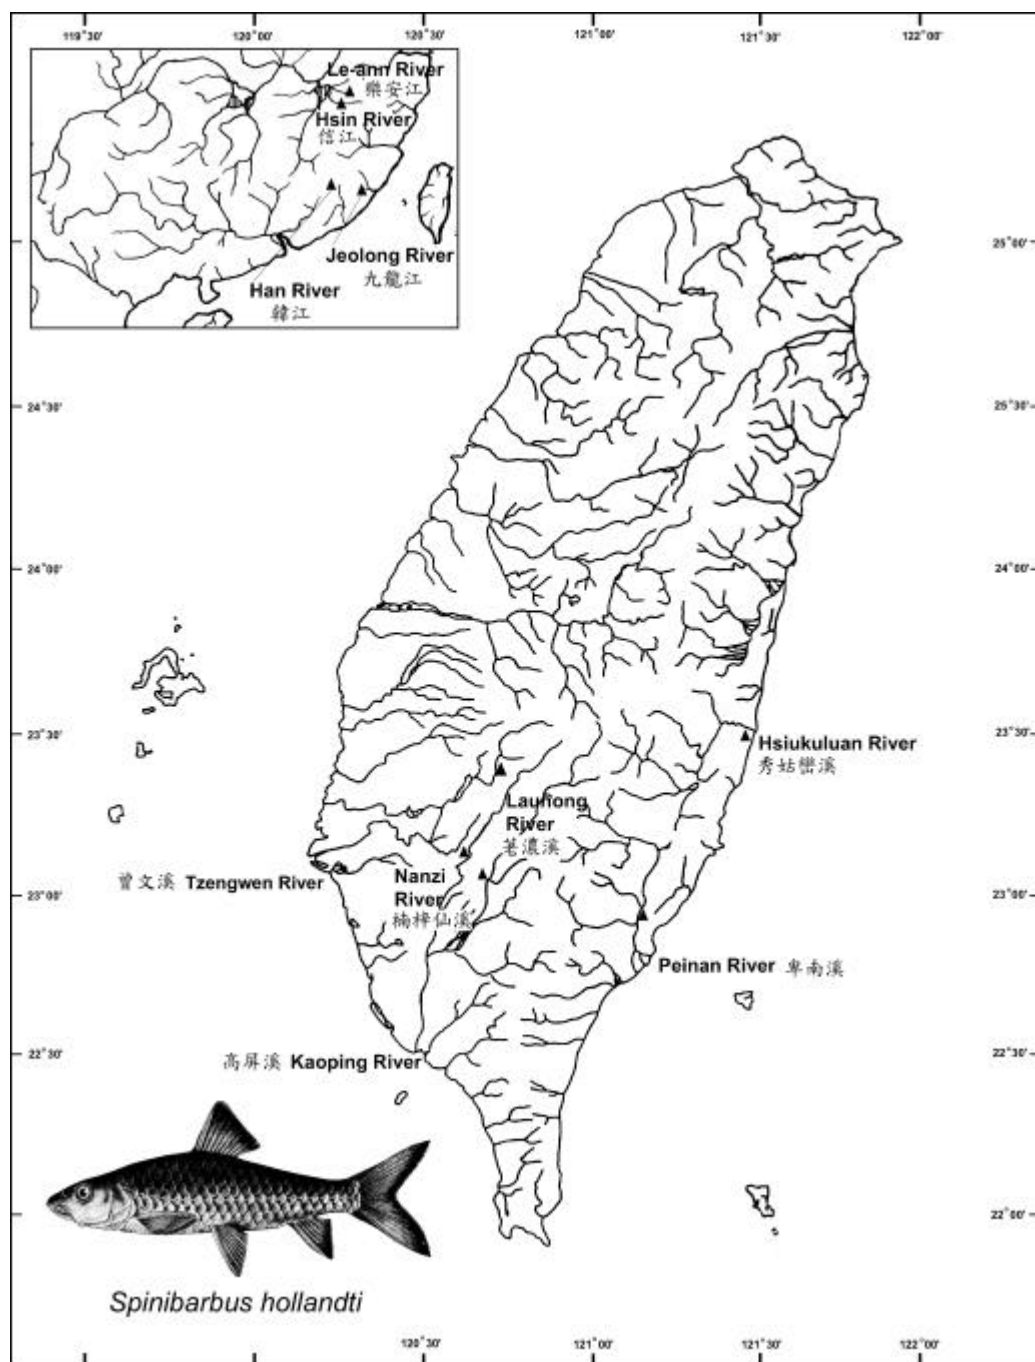 119°30'
120°00'
120°30'
121°00'
121°30'
122°00'
Le-ann River
樂安江
Hsin River
信江
Jeolong River
九龍江
Han River
韓江
25°00'
24°30'
25°30'
24°00'
24°00'
23°30'
23°30'
Hsiukuluan River
秀姑巒溪
Launong
River
荖濃溪
曾文溪 Tzengwen River
Nanzi
River
楠梓仙溪
23°00'
23°00'
Peinan River 卑南溪
高屏溪 Kaoping River
22°30'
22°30'
22°00'
Spinibarbus hollandti
120°30'
121°00'
121°30'
122°00'